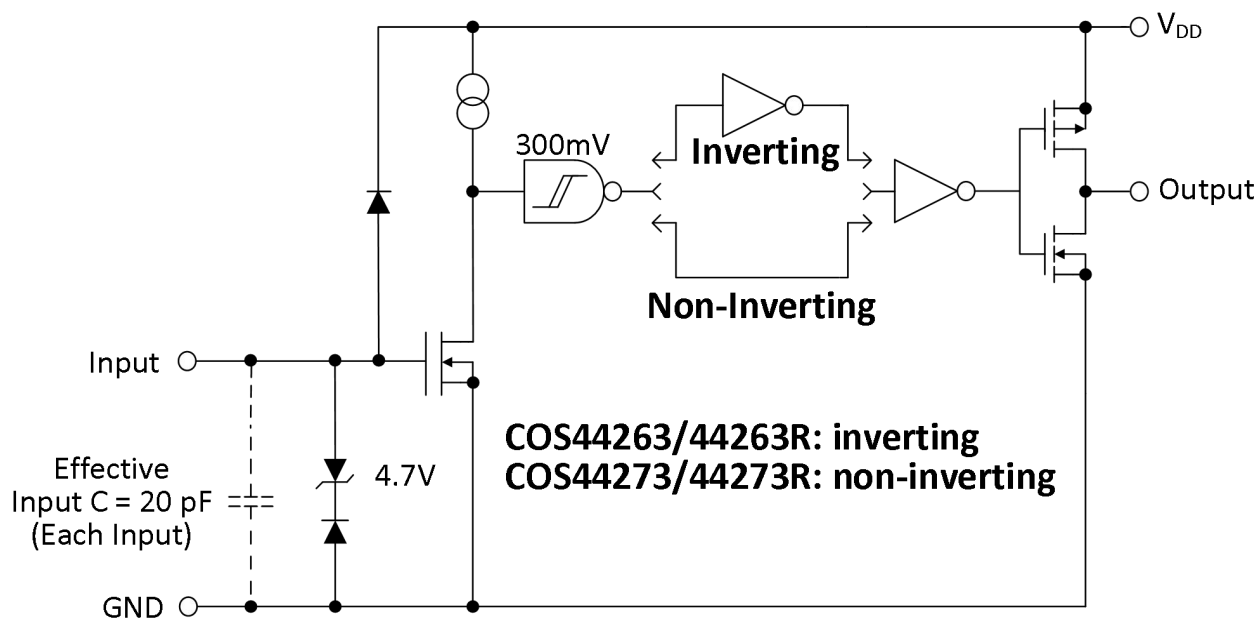 V_DD
300mV
Inverting
Output
Non-Inverting
Input
COS44263/44263R: inverting
COS44273/44273R: non-inverting
Effective
Input C = 20 pF
(Each Input)
4.7V
GND